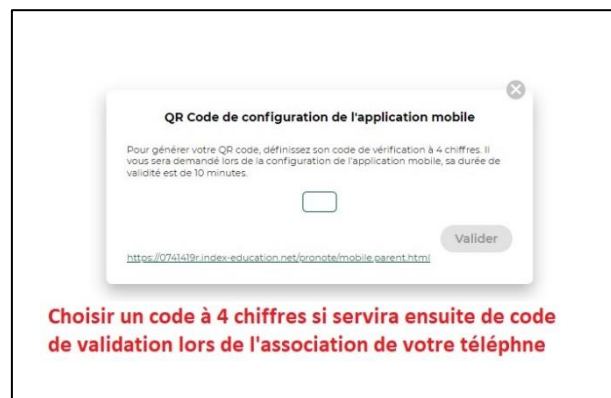 QR Code de configuration de l'application mobile
Pour générer votre QR code, définissez son code de vérification à 4 chiffres. Il
vous sera demandé lors de la configuration de l'application mobile, sa durée de
validité est de 10 minutes.
Valider
https://0741419r.index-education.net/pronote/mobile.parent.html
Choisir un code à 4 chiffres si servira ensuite de code
de validation lors de l'association de votre téléphne